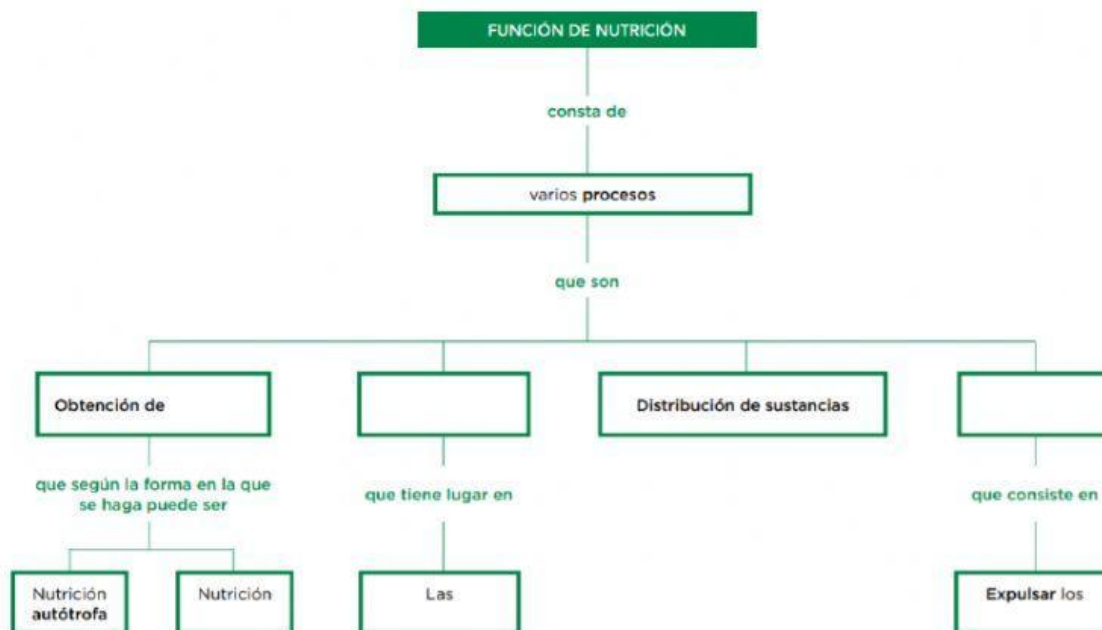 FUNCIÓN DE NUTRICIÓN
consta de
varios procesos
que son
Obtención de
Distribución de sustancias
que según la forma en la que
se haga puede ser
que tiene lugar en
que consiste en
Nutrición
autótrofa
Nutrición
Las
Expulsar los